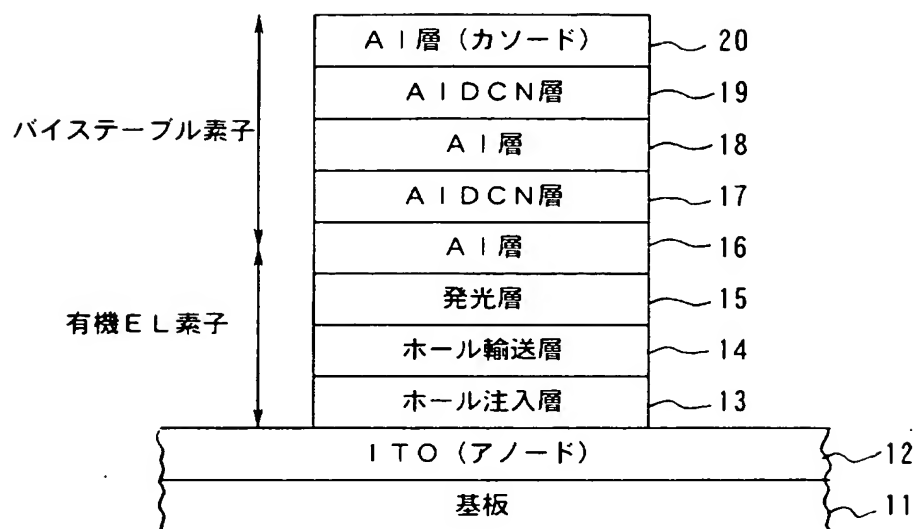 Al層(カソード) 20
AlDCN層 19
バイステーブル素子
Al層 18
AlDCN層 17
Al層 16
発光層 15
有機EL素子
ホール輸送層 14
ホール注入層 13
ITO(アノード) 12
基板 11